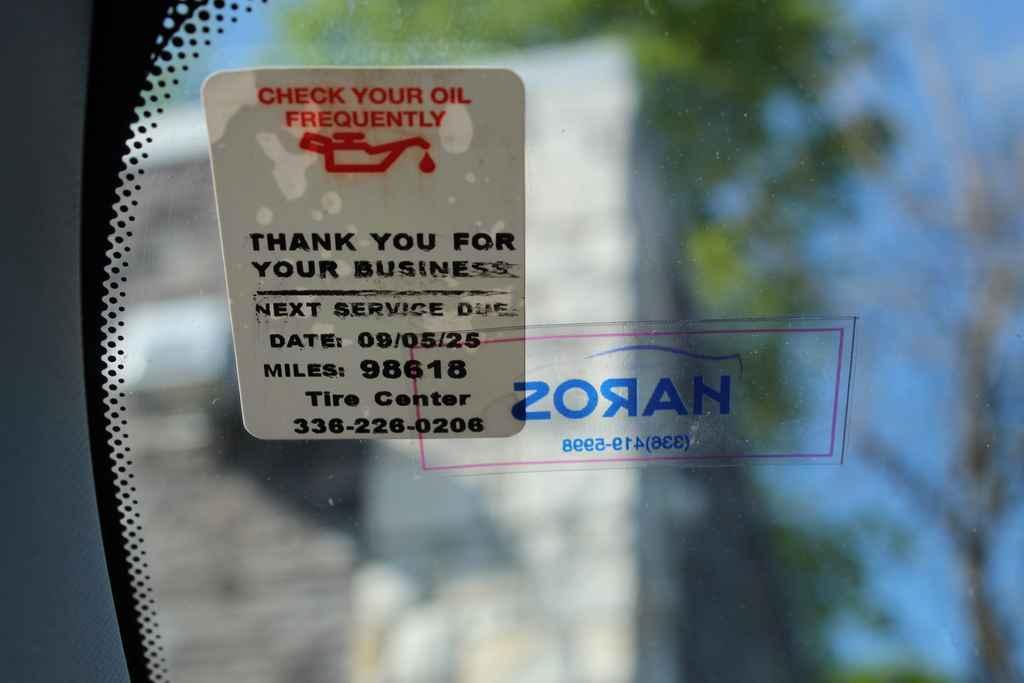 CHECK YOUR OIL
FREQUENTLY
THANK YOU FOR
YOUR BUSINESS
NEXT SERVICE DUE
DATE: 09/05/25
MILES: 98618
Tire Center
336-226-0206
HAROS
(336)419-5998